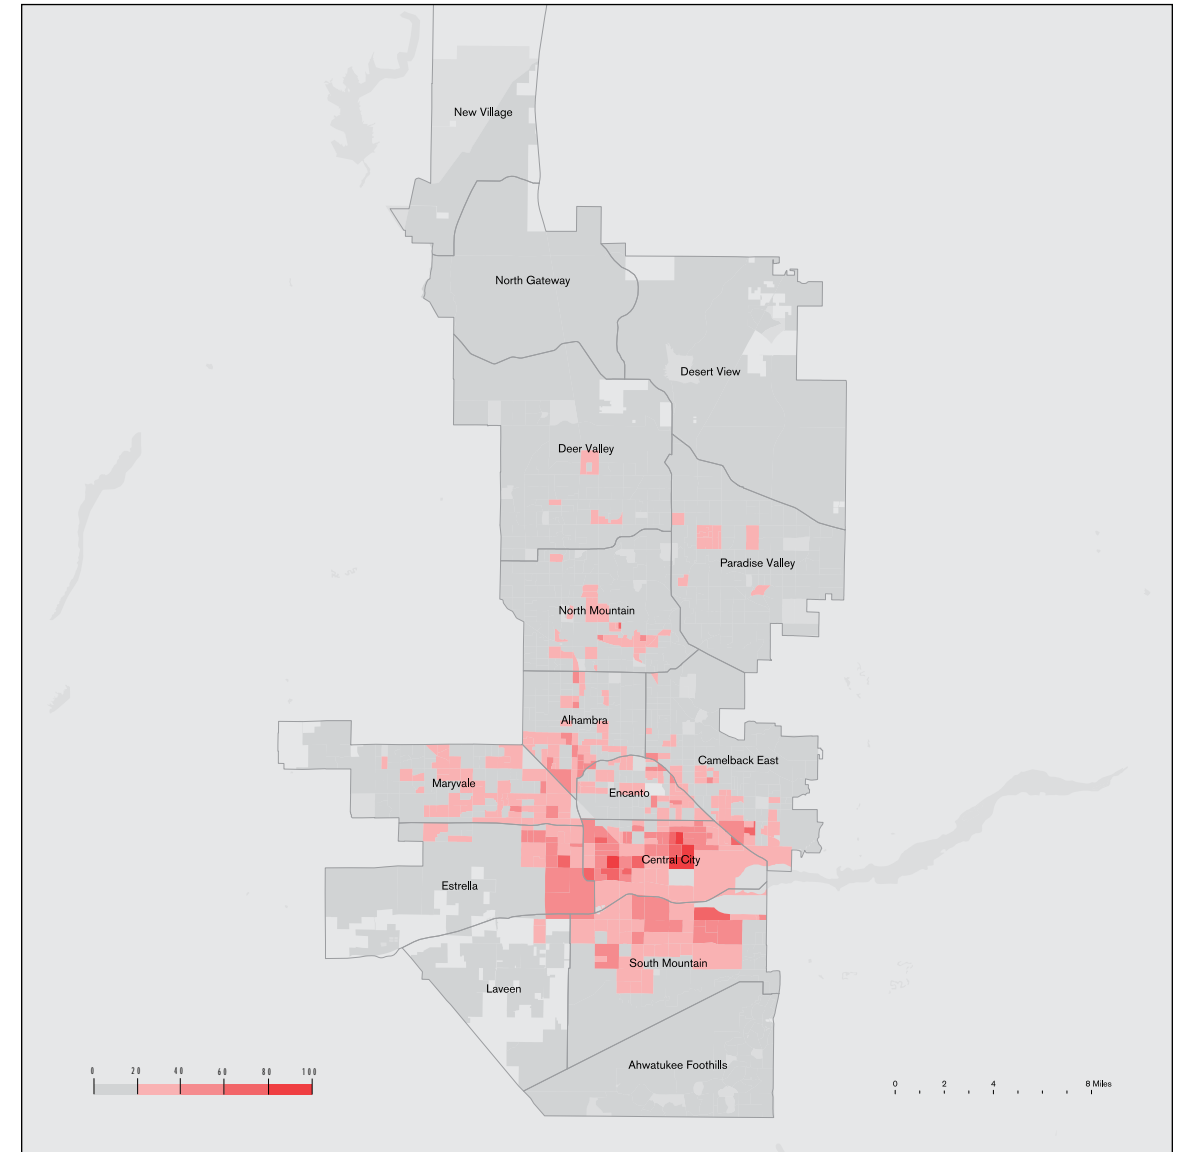 New Village
North Gateway
Desert View
Deer Valley
Paradise Valley
North Mountain
Alhambra
Camelback East
Maryvale
Encanto
Central City
Estrella
South Mountain
Laveen
Ahwatukee Foothills
0 20 40 60 80 100
0 2 4 8 Miles